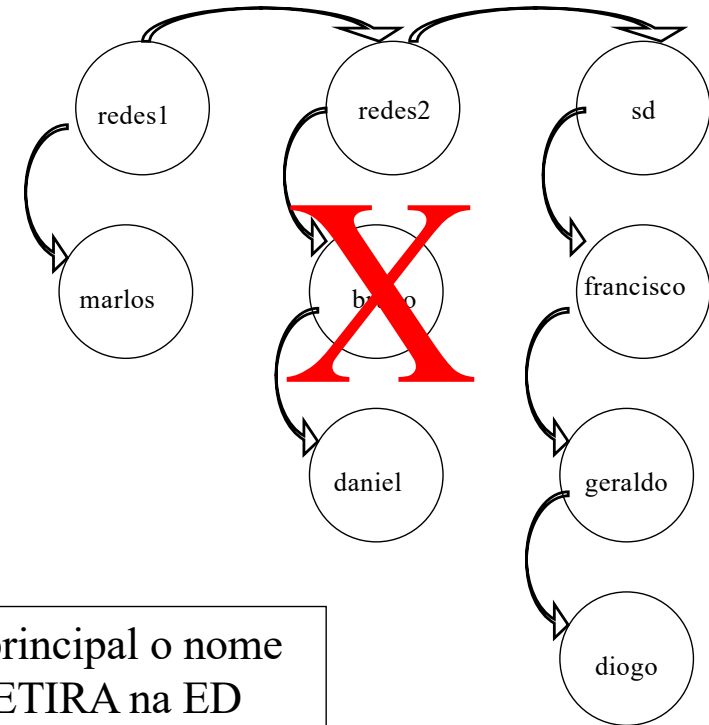 redes1 redes2 sd
marlos francisco
daniel geraldo
diogo
principal o nome
ETIRA na ED